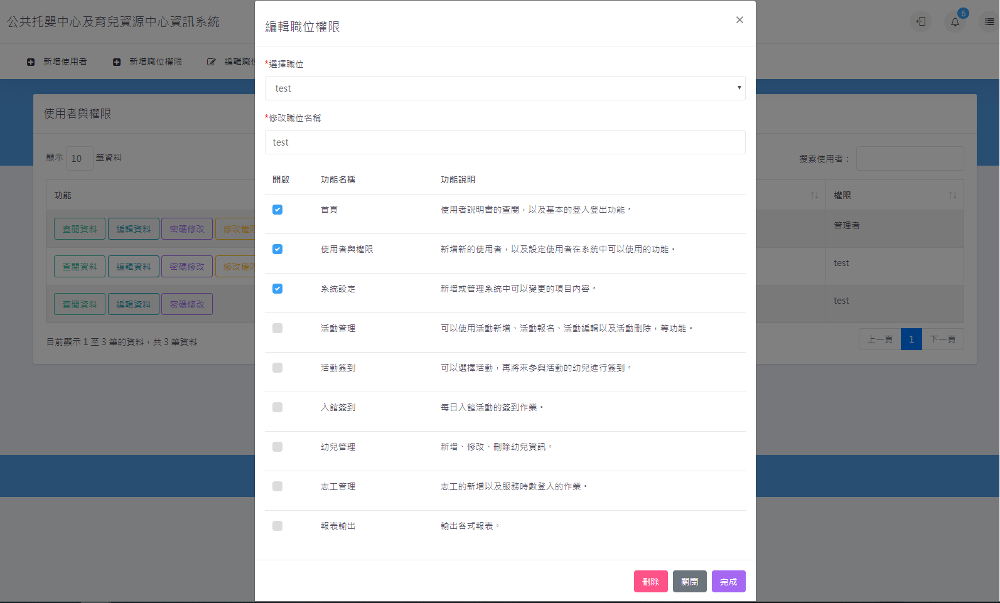 公共托嬰中心及育兒資源中心資訊系統
6
新增使用者
新增職位權限
編輯職位
使用者與權限
顯示 10 筆資料
搜索使用者：
功能
權限
查閱資料 編輯資料 密碼修改 修改權限
管理者
查閱資料 編輯資料 密碼修改 修改權限
test
查閱資料 編輯資料 密碼修改
test
目前顯示 1 至 3 筆的資料，共 3 筆資料
上一頁 1 下一頁
編輯職位權限
×
*選擇職位
test
*修改職位名稱
test
開啟 功能名稱 功能說明
首頁 使用者說明書的查閱，以及基本的登入登出功能。
使用者與權限 新增新的使用者，以及設定使用者在系統中可以使用的功能。
系統設定 新增或管理系統中可以變更的項目內容。
活動管理 可以使用活動新增、活動報名、活動編輯以及活動刪除，等功能。
活動簽到 可以選擇活動，再將來參與活動的幼兒進行簽到。
入館簽到 每日入館活動的簽到作業。
幼兒管理 新增、修改、刪除幼兒資訊。
志工管理 志工的新增以及服務時數登入的作業。
報表輸出 輸出各式報表。
刪除 關閉 完成